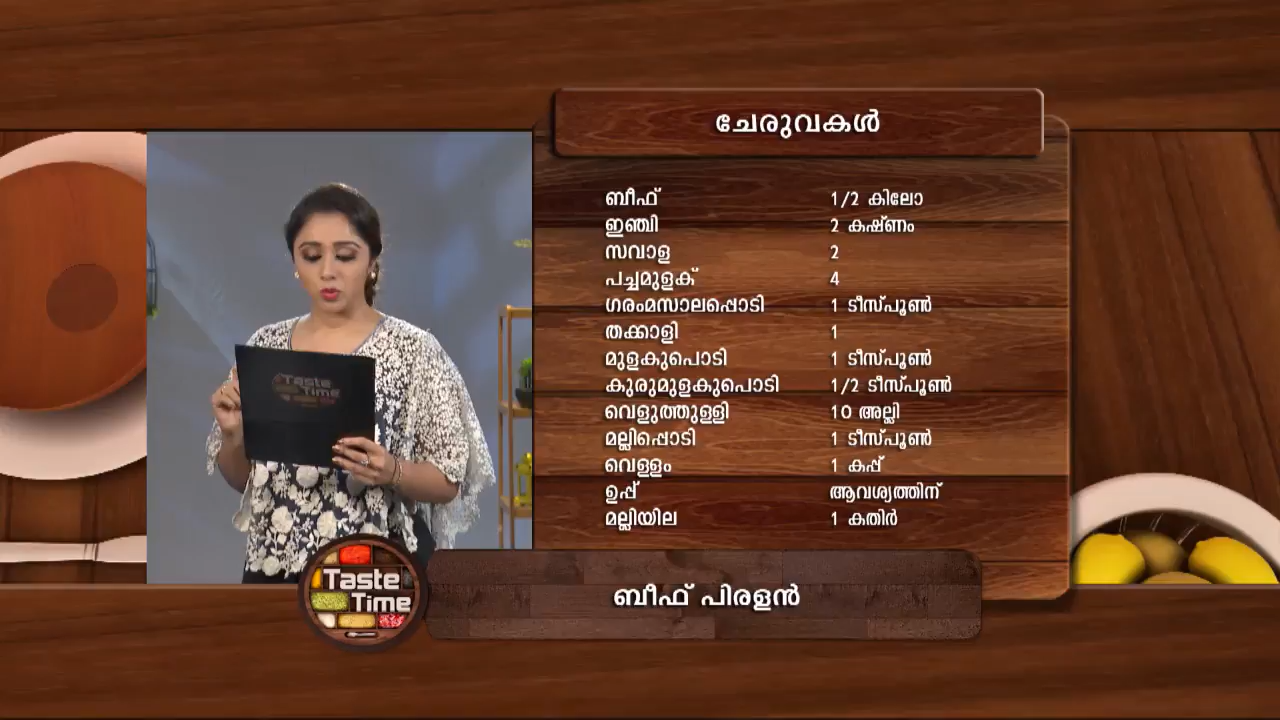 ചേരുവകൾ
ബീഫ് 1/2 കിലോ
ഇഞ്ചി 2 കഷ്ണം
സവാള 2
പച്ചമുളക് 4
ഗരംമസാലപ്പൊടി 1 ടീസ്പൂൺ
തക്കാളി 1
മുളകുപൊടി 1 ടീസ്പൂൺ
കുരുമുളകുപൊടി 1/2 ടീസ്പൂൺ
വെളുത്തുള്ളി 10 അല്ലി
മല്ലിപ്പൊടി 1 ടീസ്പൂൺ
വെള്ളം 1 കപ്പ്
ഉപ്പ് ആവശ്യത്തിന്
മല്ലിയില 1 കതിർ
Taste
Time
Taste
Time
ബീഫ് പിരളൻ